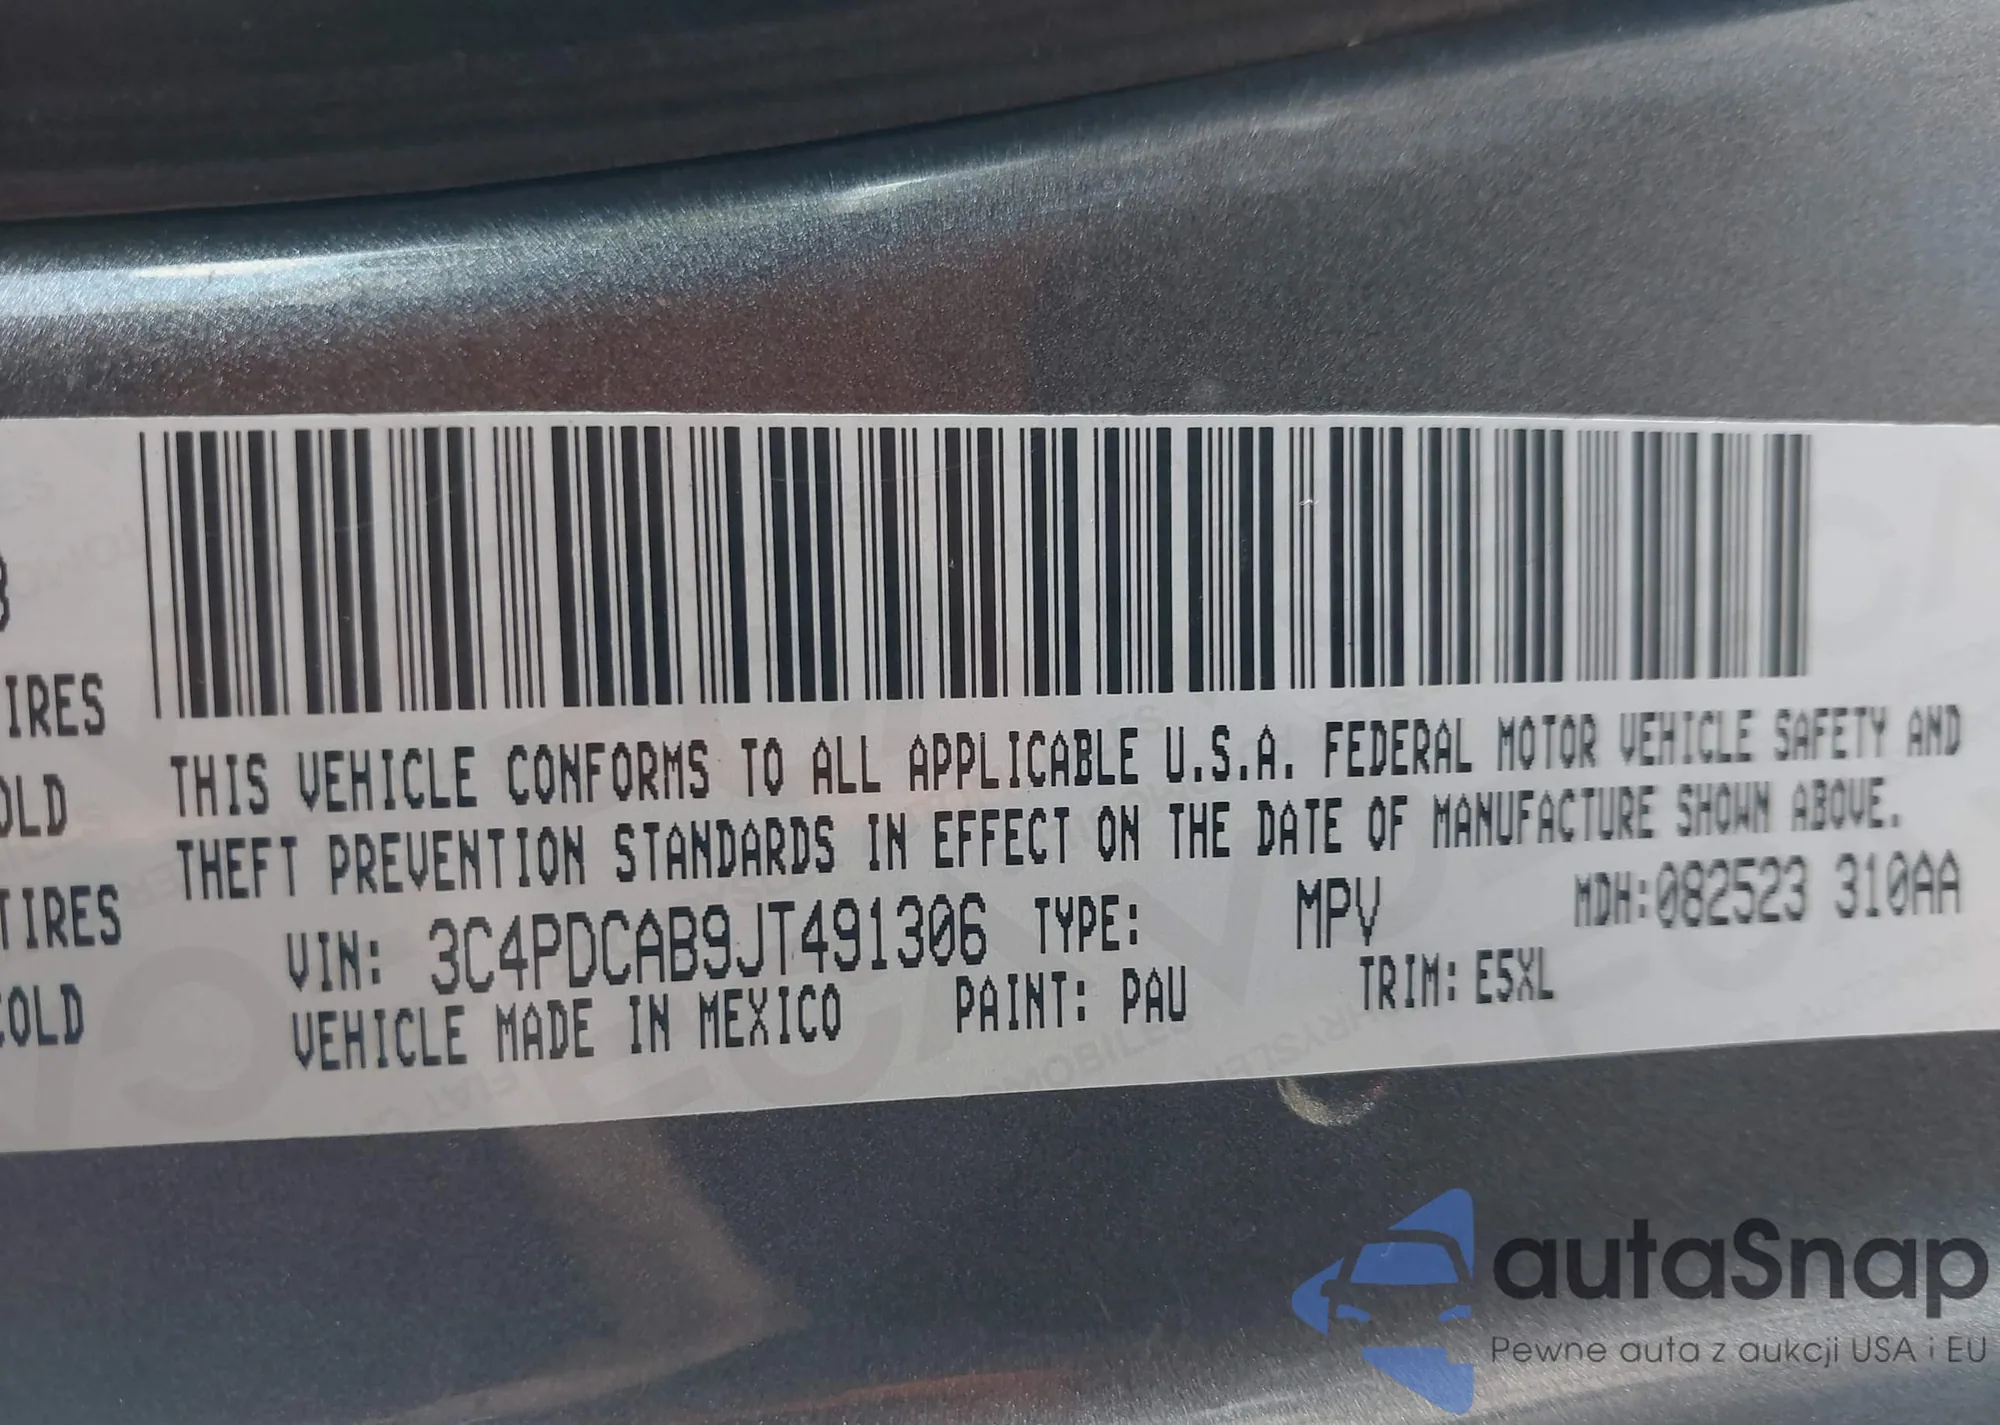 IRES
OLD
THIS VEHICLE CONFORMS TO ALL APPLICABLE U.S.A. FEDERAL MOTOR VEHICLE SAFETY AND
THEFT PREVENTION STANDARDS IN EFFECT ON THE DATE OF MANUFACTURE SHOWN ABOVE.
TIRES
COLD
VIN: 3C4PDCAB9JT491306 TYPE: MPV MDH:082523 310AA
VEHICLE MADE IN MEXICO PAINT: PAU TRIM: E5XL
autaSnap
Pewne auta z aukcji USA i EU